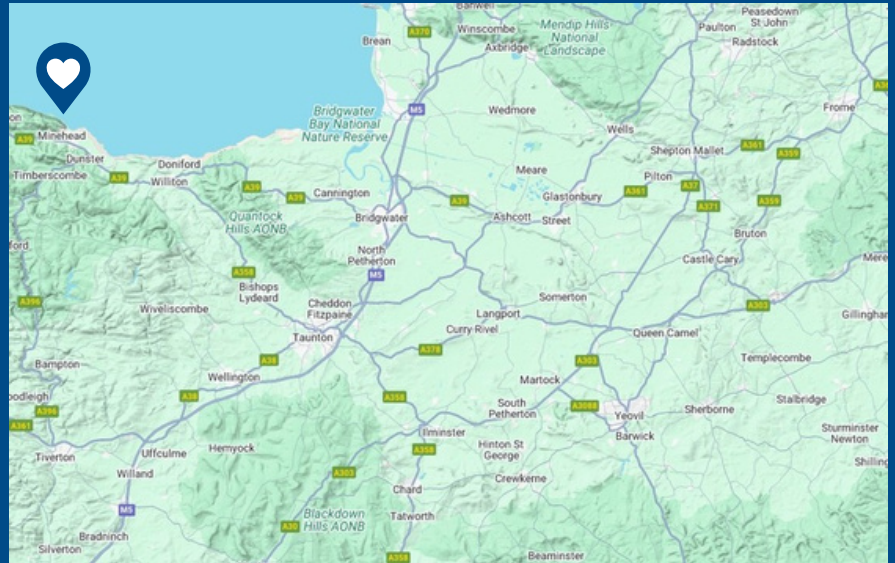 Banwell
Peasedown
St John
A370
Winscombe
Mendip Hills
National
Landscape
Paulton
Radstock
Brean
Axbridge
M5
Wedmore
Frome
Bridgwater
Bay National
Nature Reserve
Wells
A39
Minehead
Shepton Mallet
A361
A359
Dunster
Doniford
Timberscombe
A39
Williton
Meare
Pilton
A39
A39
Cannington
A39
Glastonbury
A361
A37
A371
A359
Quantock
Hills AONB
Bridgwater
Ashcott
Street
Bruton
North
Petherton
Castle Cary
Mere
A358
M5
Bishops
Lydeard
Somerton
A396
Wiveliscombe
Cheddon
Fitzpaine
Langport
A303
Gillingham
Taunton
Curry Rivel
Queen Camel
A378
A38
A303
Templecombe
Bampton
Wellington
Martock
A38
A358
South
Petherton
A3088
Yeovil
Sherborne
Stalbridge
A396
A361
Ilminster
Barwick
Sturminster
Newton
Tiverton
Uffculme
Hemyock
A358
Hinton St
George
Willand
A303
Crewkerne
Chard
M5
Blackdown
Hills AONB
A30
Tatworth
Bradninch
Silverton
A358
Beaminster